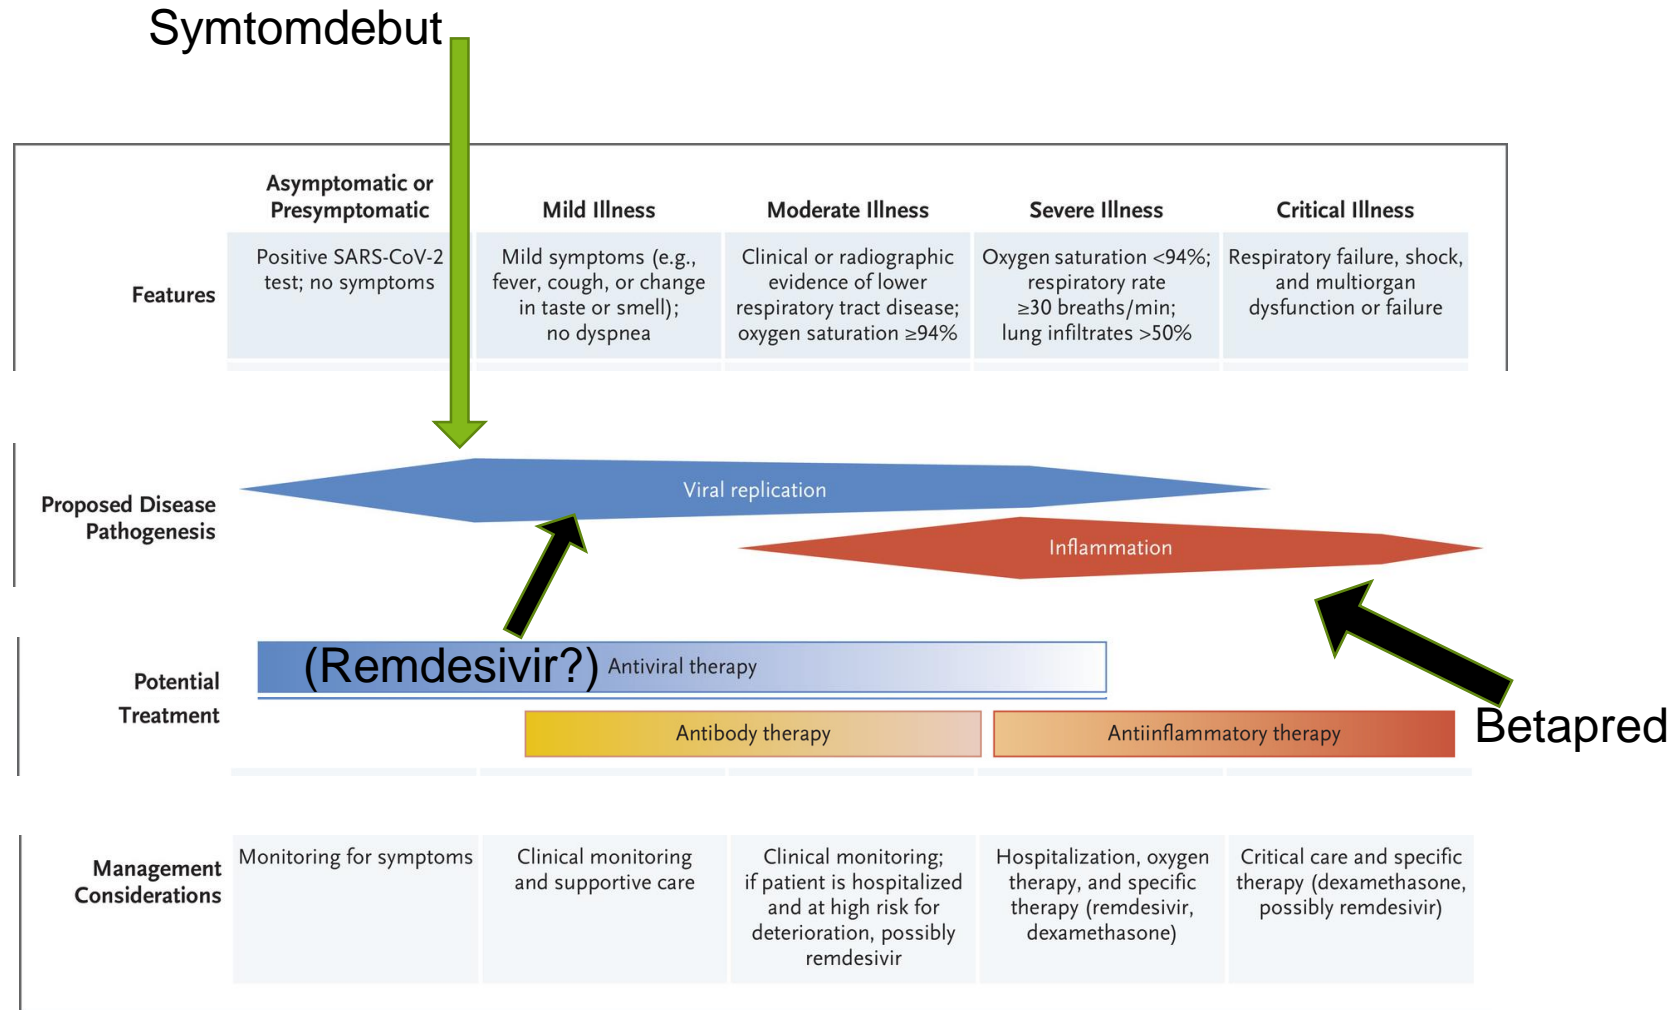 Symtomdebut
Asymptomatic or
Presymptomatic
Mild Illness
Moderate Illness
Severe Illness
Critical Illness
Features
Positive SARS-CoV-2
test; no symptoms
Mild symptoms (e.g.,
fever, cough, or change
in taste or smell);
no dyspnea
Clinical or radiographic
evidence of lower
respiratory tract disease;
oxygen saturation ≥94%
Oxygen saturation <94%;
respiratory rate
≥30 breaths/min;
lung infiltrates >50%
Respiratory failure, shock,
and multiorgan
dysfunction or failure
Proposed Disease
Pathogenesis
Viral replication
Inflammation
Potential
Treatment
(Remdesivir?)
Antiviral therapy
Antibody therapy
Antiinflammatory therapy
Betapred
Management
Considerations
Monitoring for symptoms
Clinical monitoring
and supportive care
Clinical monitoring;
if patient is hospitalized
and at high risk for
deterioration, possibly
remdesivir
Hospitalization, oxygen
therapy, and specific
therapy (remdesivir,
dexamethasone)
Critical care and specific
therapy (dexamethasone,
possibly remdesivir)